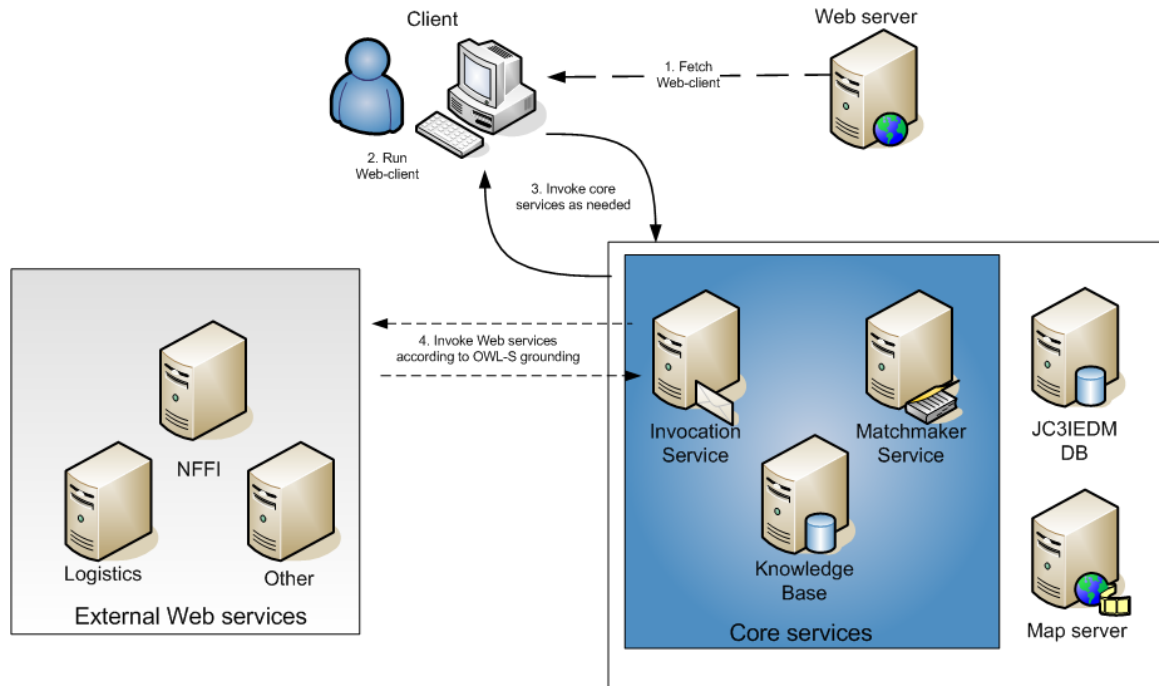 Client
Web server
1. Fetch
Web-client
2. Run
Web-client
3. Invoke core
services as needed
4. Invoke Web services
according to OWL-S grounding
NFFI
Logistics
Other
External Web services
Invocation
Service
Matchmaker
Service
Knowledge
Base
Core services
JC3IEDM
DB
Map server